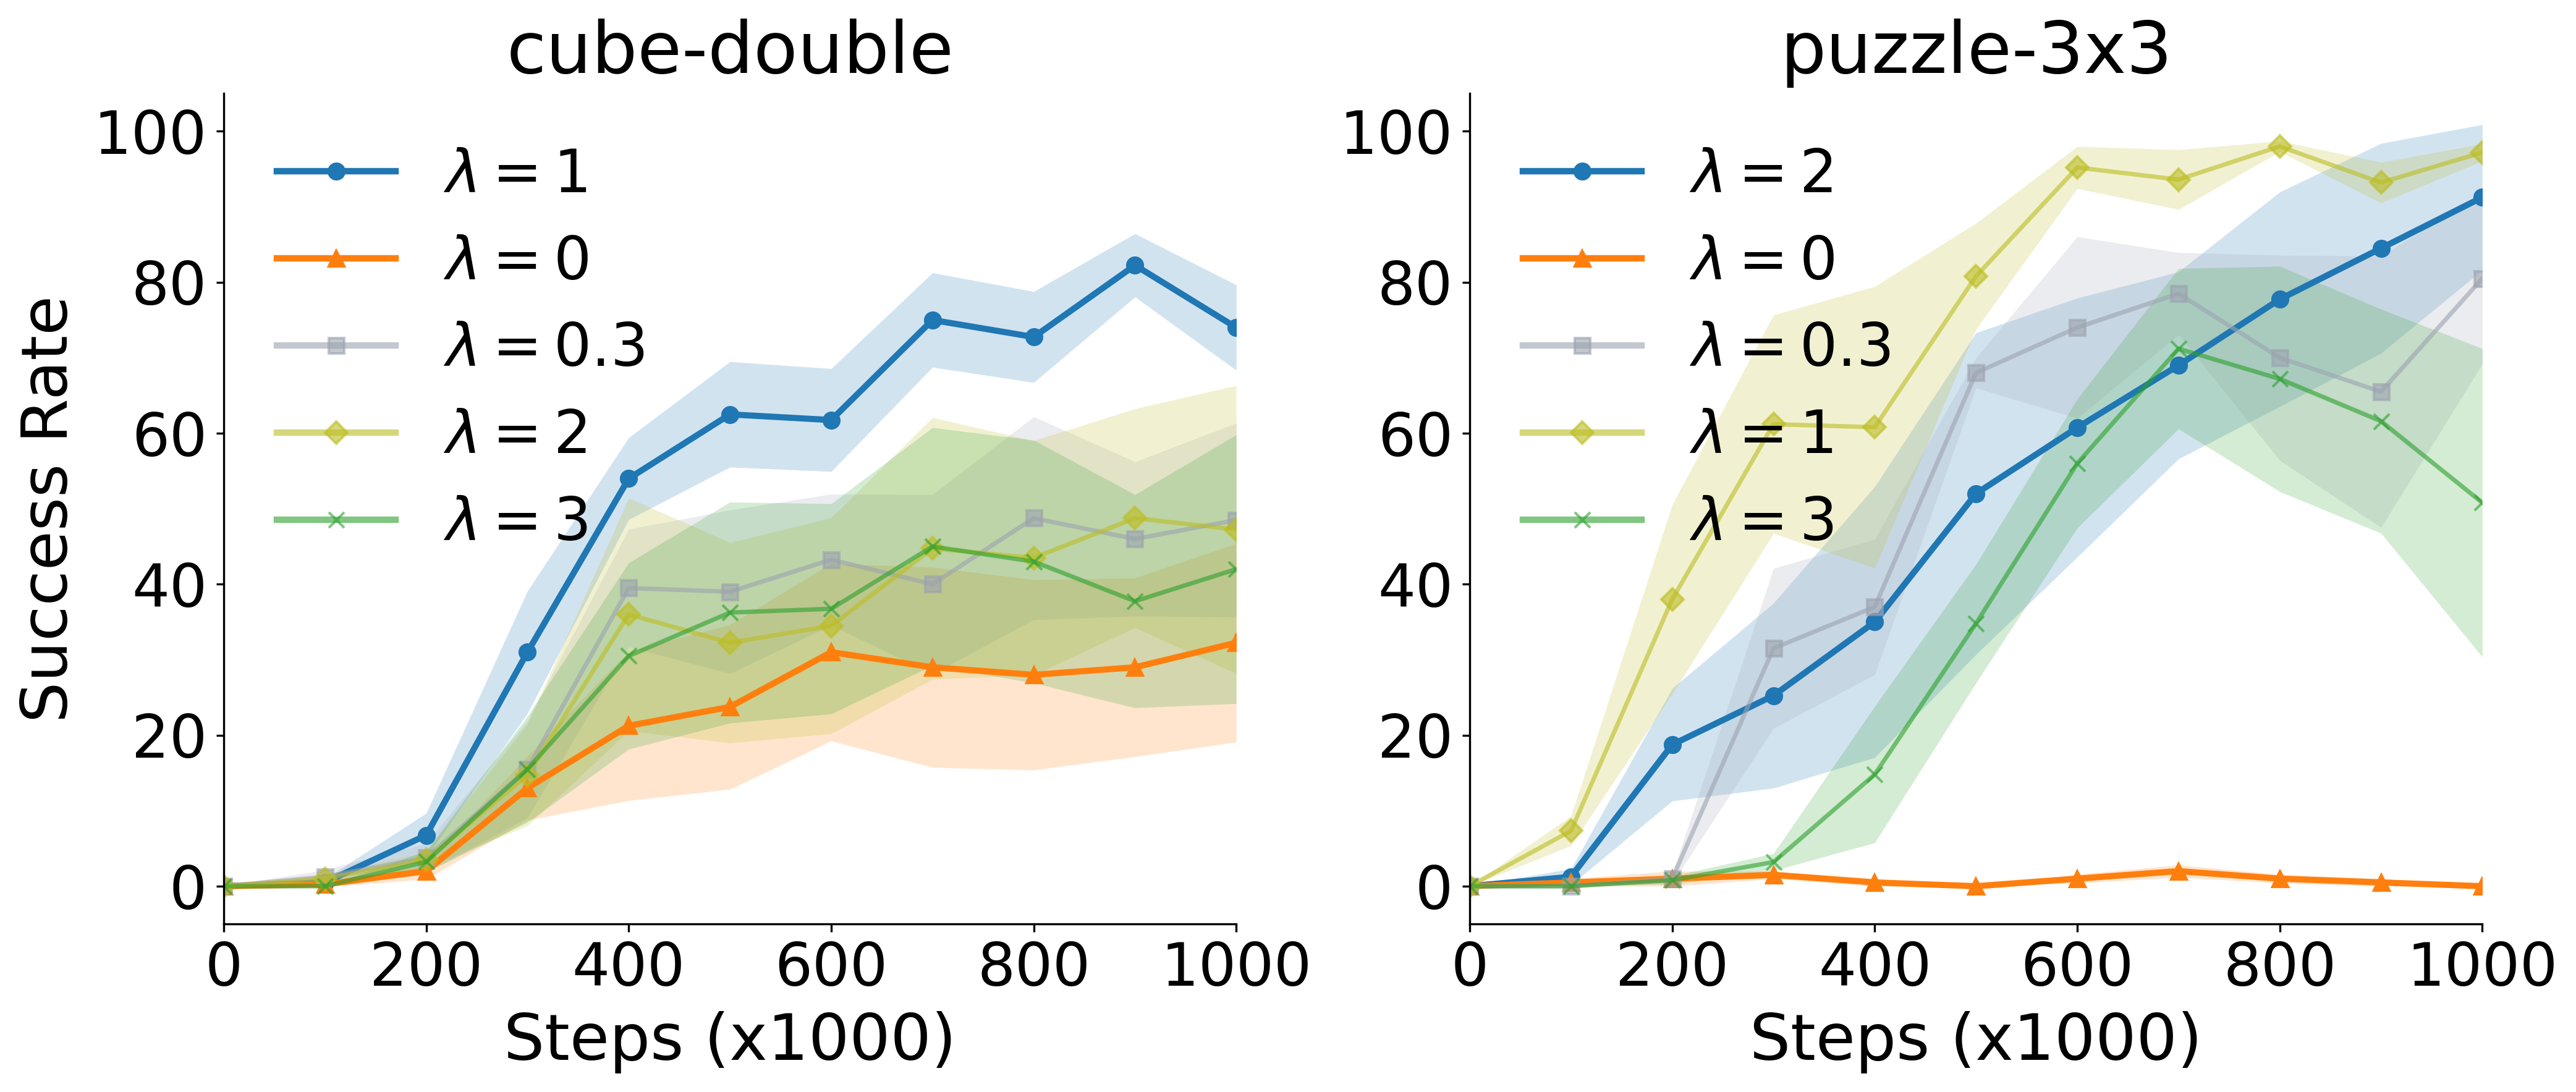 cube-double
Success Rate
100
80
60
40
20
0
λ = 1
λ = 0
λ = 0.3
λ = 2
λ = 3
0 200 400 600 800 1000
Steps (x1000)
puzzle-3x3
100
80
60
40
20
0
λ = 2
λ = 0
λ = 0.3
λ = 1
λ = 3
0 200 400 600 800 1000
Steps (x1000)